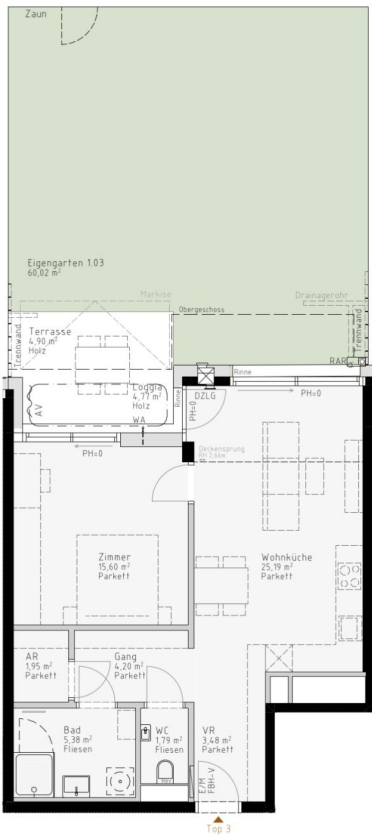 Zaun
Eigengarten 1.03
60,02 m²
Markise
Drainagerohr
Obergeschoss
Trennwand
Terrasse
4,90 m²
Holz
Trennwand
RAR
Rinne
Loggia
4,77 m²
Holz
Rinne
DZLG
PH=0
AV
WA
PH=0
PH=0
Deckensprung
RH 2,66m
Zimmer
15,60 m²
Parkett
Wohnküche
25,19 m²
Parkett
AR
1,95 m²
Parkett
Gang
4,20 m²
Parkett
Bad
5,38 m²
Fliesen
WC
1,79 m²
Fliesen
VR
3,48 m²
Parkett
E/M
FBH-V
Top 3